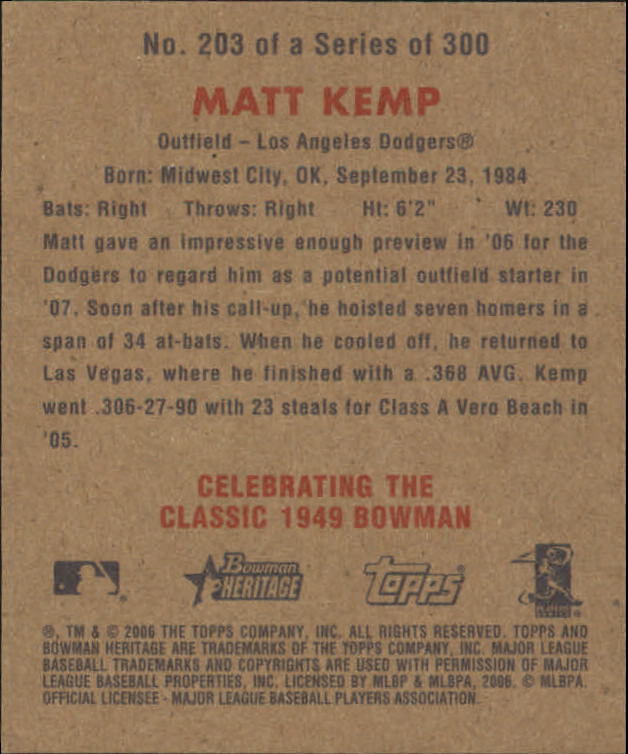 No. 203 of a Series of 300
MATT KEMP
Outfield – Los Angeles Dodgers®
Born: Midwest City, OK, September 23, 1984
Bats: Right Throws: Right Ht: 6'2" Wt: 230
Matt gave an impressive enough preview in '06 for the
Dodgers to regard him as a potential outfield starter in
'07. Soon after his call-up, he hoisted seven homers in a
span of 34 at-bats. When he cooled off, he returned to
Las Vegas, where he finished with a .368 AVG. Kemp
went .306-27-90 with 23 steals for Class A Vero Beach in
'05.
CELEBRATING THE
CLASSIC 1949 BOWMAN
Bowman
HERITAGE
topps®
®, TM & © 2006 THE TOPPS COMPANY, INC. ALL RIGHTS RESERVED. TOPPS AND
BOWMAN HERITAGE ARE TRADEMARKS OF THE TOPPS COMPANY, INC. MAJOR LEAGUE
BASEBALL TRADEMARKS AND COPYRIGHTS ARE USED WITH PERMISSION OF MAJOR
LEAGUE BASEBALL PROPERTIES, INC. LICENSED BY MLBP & MLBPA, 2006. © MLBPA.
OFFICIAL LICENSEE - MAJOR LEAGUE BASEBALL PLAYERS ASSOCIATION.